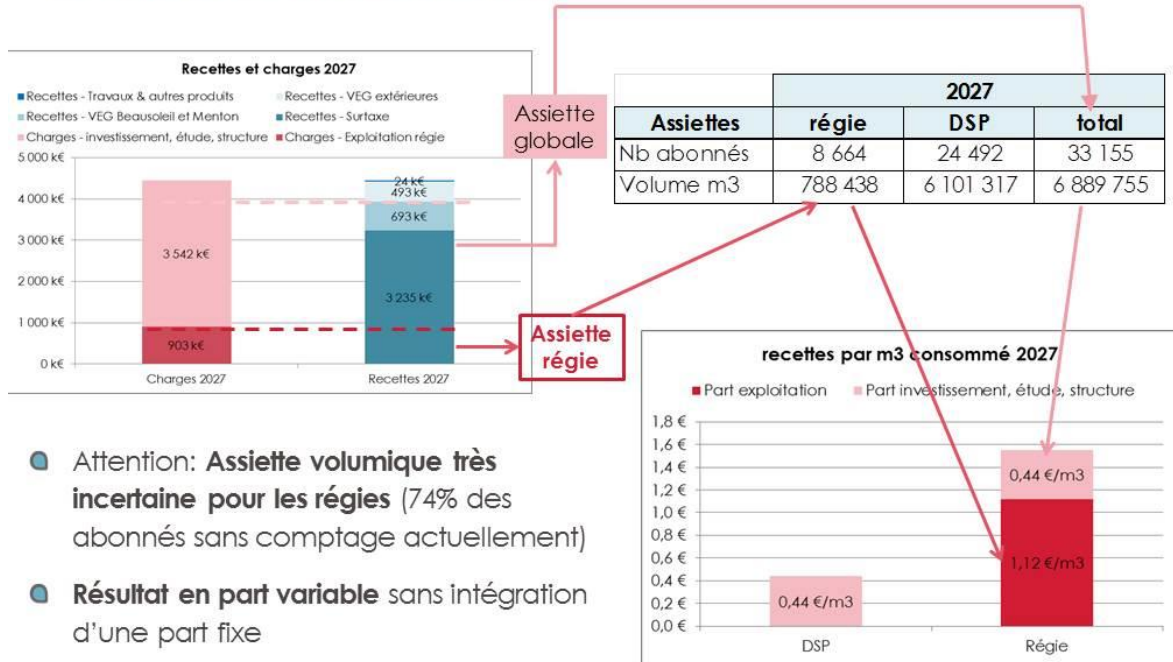 Recettes et charges 2027
Recettes - Travaux & autres produits
Recettes - VEG extérieures
Recettes - VEG Beausoleil et Menton
Recettes - Surtaxe
Charges - investissement, étude, structure
Charges - Exploitation régie
5 000 k€
4 000 k€
3 000 k€
2 000 k€
1 000 k€
0 k€
3 542 k€
903 k€
24 k€
493 k€
693 k€
3 235 k€
Charges 2027
Recettes 2027
Assiette
globale
Assiette
régie
2027
Assiettes régie DSP total
Nb abonnés 8 664 24 492 33 155
Volume m3 788 438 6 101 317 6 889 755
recettes par m3 consommé 2027
Part exploitation
Part investissement, étude, structure
1,8 €
1,6 €
1,4 €
1,2 €
1,0 €
0,8 €
0,6 €
0,4 €
0,2 €
0,0 €
0,44 €/m3
0,44 €/m3
1,12 €/m3
DSP
Régie
Attention: Assiette volumique très
incertaine pour les régies (74% des
abonnés sans comptage actuellement)
Résultat en part variable sans intégration
d'une part fixe